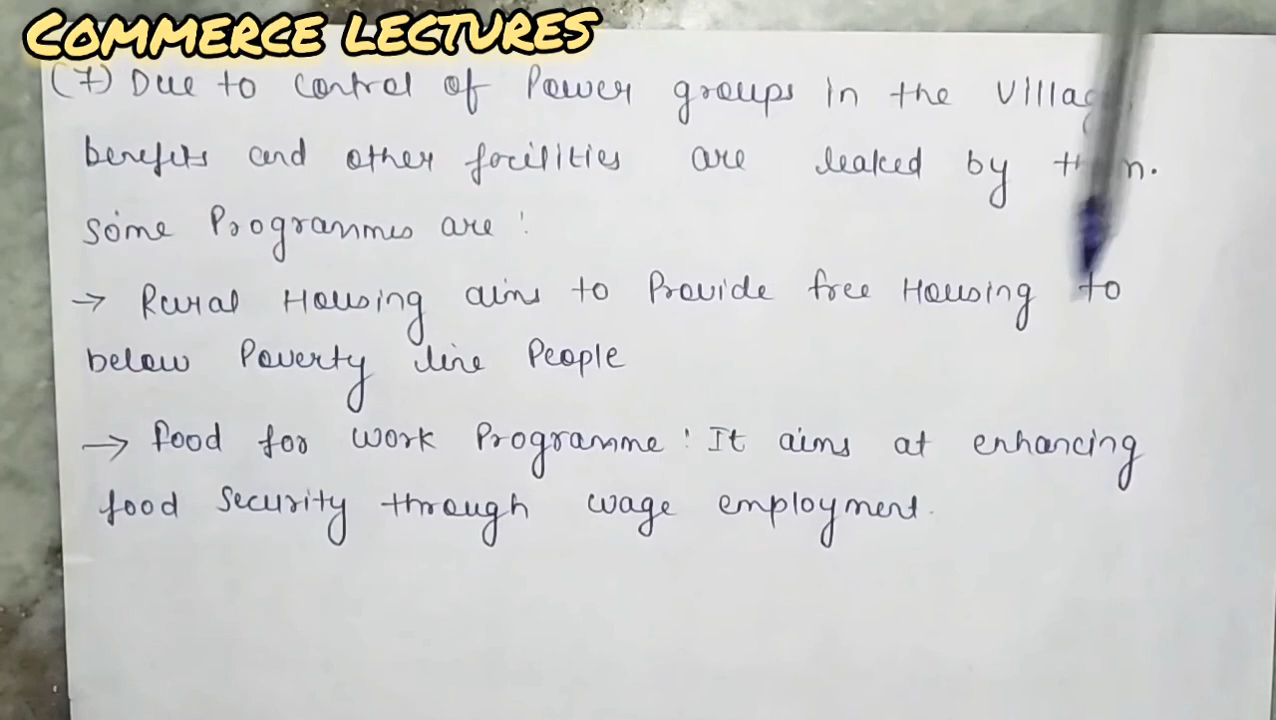 COMMERCE LECTURES
(7) Due to control of Power groups in the
benefits and other facilities are leaked by
some Programmes are :
→ Rural Housing aims to Provide free Housing to
below Poverty line People
→ Food for work Programme : It aims at enhancing
food security through wage employment.